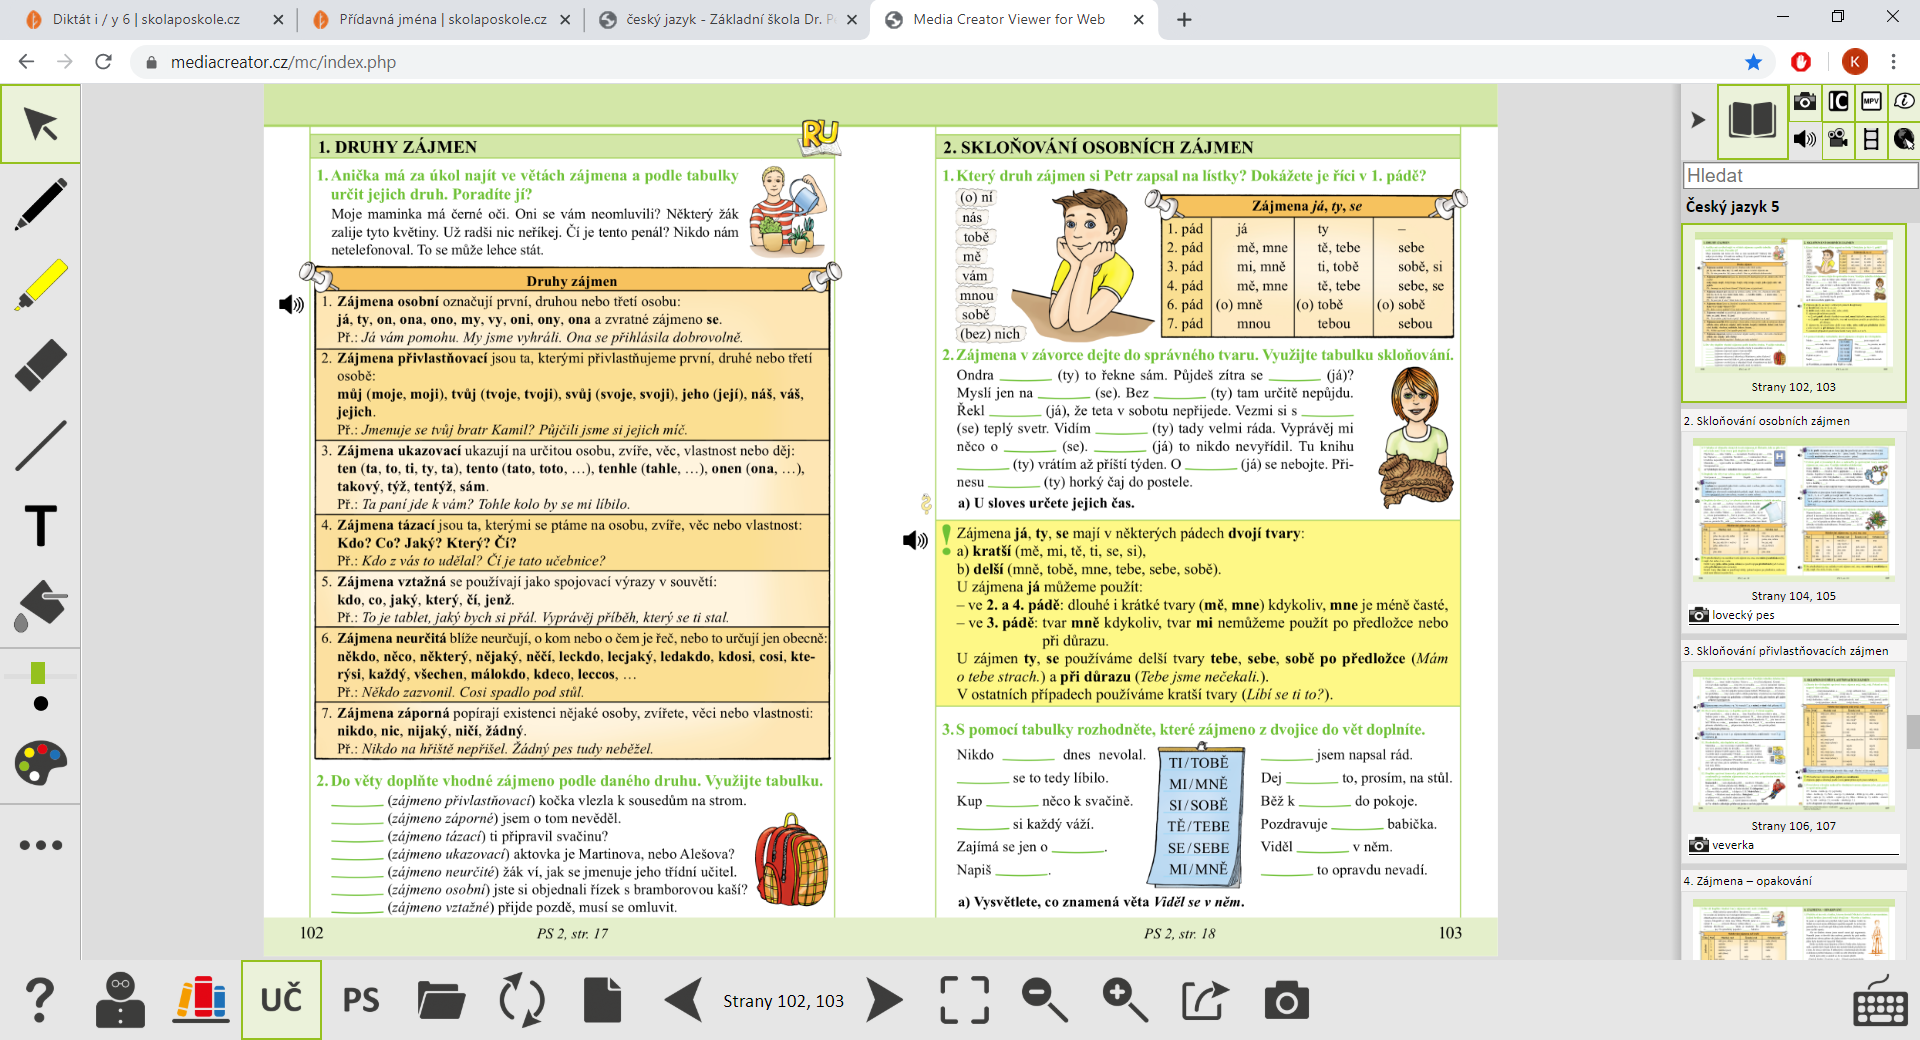 Diktát i / y 6 | skolaposkole.cz
Přídavná jména | skolaposkole.cz
český jazyk - Základní škola Dr. P
Media Creator Viewer for Web
mediacreator.cz/mc/index.php
K
1. DRUHY ZÁJMEN
RU
1. Anička má za úkol najít ve větách zájmena a podle tabulky
určit jejich druh. Poradíte jí?
Moje maminka má černé oči. Oni se vám neomluvili? Některý žák
zalije tyto květiny. Už radši nic neříkej. Čí je tento penál? Nikdo nám
netelefonoval. To se může lehce stát.
Druhy zájmen
1. Zájmena osobní označují první, druhou nebo třetí osobu:
já, ty, on, ona, ono, my, vy, oni, ony, ona a zvratné zájmeno se.
Př.: Já vám pomohu. My jsme vyhráli. Ona se přihlásila dobrovolně.
2. Zájmena přivlastňovací jsou ta, kterými přivlastňujeme první, druhé nebo třetí
osobě:
můj (moje, moji), tvůj (tvoje, tvoji), svůj (svoje, svoji), jeho (její), náš, váš,
jejich.
Př.: Jmenuje se tvůj bratr Kamil? Půjčili jsme si jejich míč.
3. Zájmena ukazovací ukazují na určitou osobu, zvíře, věc, vlastnost nebo děj:
ten (ta, to, ti, ty, ta), tento (tato, toto, …), tenhle (tahle, …), onen (ona, …),
takový, týž, tentýž, sám.
Př.: Ta paní jde k vám? Tohle kolo by se mi líbilo.
4. Zájmena tázací jsou ta, kterými se ptáme na osobu, zvíře, věc nebo vlastnost:
Kdo? Co? Jaký? Který? Čí?
Př.: Kdo z vás to udělal? Čí je tato učebnice?
5. Zájmena vztažná se používají jako spojovací výrazy v souvětí:
kdo, co, jaký, který, čí, jenž.
Př.: To je tablet, jaký bych si přál. Vyprávěj příběh, který se ti stal.
6. Zájmena neurčitá blíže neurčují, o kom nebo o čem je řeč, nebo to určují jen obecně:
někdo, něco, některý, nějaký, něčí, leckdo, lecjaký, ledakdo, kdosi, cosi, kte-
rýsi, každý, všechen, málokdo, kdeco, leccos, …
Př.: Někdo zazvonil. Cosi spadlo pod stůl.
7. Zájmena záporná popírají existenci nějaké osoby, zvířete, věci nebo vlastnosti:
nikdo, nic, nijaký, ničí, žádný.
Př.: Nikdo na hřiště nepřišel. Žádný pes tudy neběžel.
2. Do věty doplňte vhodné zájmeno podle daného druhu. Využijte tabulku.
_______ (zájmeno přivlastňovací) kočka vlezla k sousedům na strom.
_______ (zájmeno záporné) jsem o tom nevěděl.
_______ (zájmeno tázací) ti připravil svačinu?
_______ (zájmeno ukazovací) aktovka je Martinova, nebo Alešova?
_______ (zájmeno neurčité) žák ví, jak se jmenuje jeho třídní učitel.
_______ (zájmeno osobní) jste si objednali řízek s bramborovou kaší?
_______ (zájmeno vztažné) přijde pozdě, musí se omluvit.
102
PS 2, str. 17
2. SKLOŇOVÁNÍ OSOBNÍCH ZÁJMEN
1. Který druh zájmen si Petr zapsal na lístky? Dokážete je říci v 1. pádě?
(o) ní
nás
tobě
mě
vám
mnou
sobě
(bez) nich
Zájmena já, ty, se
1. pád já ty –
2. pád mě, mne tě, tebe sebe
3. pád mi, mně ti, tobě sobě, si
4. pád mě, mne tě, tebe sebe, se
6. pád (o) mně (o) tobě (o) sobě
7. pád mnou tebou sebou
2. Zájmena v závorce dejte do správného tvaru. Využijte tabulku skloňování.
Ondra _______ (ty) to řekne sám. Půjdeš zítra se _______ (já)?
Myslí jen na _______ (se). Bez _______ (ty) tam určitě nepůjdu.
Řekl _______ (já), že teta v sobotu nepřijede. Vezmi si s _______
(se) teplý svetr. Vidím _______ (ty) tady velmi ráda. Vyprávěj mi
něco o _______ (se). _______ (já) to nikdo nevyřídil. Tu knihu
_______ (ty) vrátím až příští týden. O _______ (já) se nebojte. Při-
nesu _______ (ty) horký čaj do postele.
a) U sloves určete jejich čas.
! Zájmena já, ty, se mají v některých pádech dvojí tvary:
a) kratší (mě, mi, tě, ti, se, si),
b) delší (mně, tobě, mne, tebe, sebe, sobě).
U zájmena já můžeme použít:
– ve 2. a 4. pádě: dlouhé i krátké tvary (mě, mne) kdykoliv, mne je méně časté,
– ve 3. pádě: tvar mně kdykoliv, tvar mi nemůžeme použít po předložce nebo
při důrazu.
U zájmen ty, se používáme delší tvary tebe, sebe, sobě po předložce (Mám
o tebe strach.) a při důrazu (Tebe jsme nečekali.).
V ostatních případech používáme kratší tvary (Líbí se ti to?).
3. S pomocí tabulky rozhodněte, které zájmeno z dvojice do vět doplníte.
Nikdo _______ dnes nevolal.
_______ se to tedy líbilo.
Kup _______ něco k svačině.
_______ si každý váží.
Zajímá se jen o _______.
Napiš _______.
TI / TOBĚ
MI / MNĚ
SI / SOBĚ
TĚ / TEBE
SE / SEBE
MI / MNĚ
_______ jsem napsal rád.
Dej _______ to, prosím, na stůl.
Běž k _______ do pokoje.
Pozdravuje _______ babička.
Viděl _______ v něm.
_______ to opravdu nevadí.
a) Vysvětlete, co znamená věta Viděl se v něm.
PS 2, str. 18
103
MPV
Hledat
Český jazyk 5
Strany 102, 103
2. Skloňování osobních zájmen
Strany 104, 105
lovecký pes
3. Skloňování přivlastňovacích zájmen
Strany 106, 107
veverka
4. Zájmena – opakování
T
?
UČ
PS
Strany 102, 103